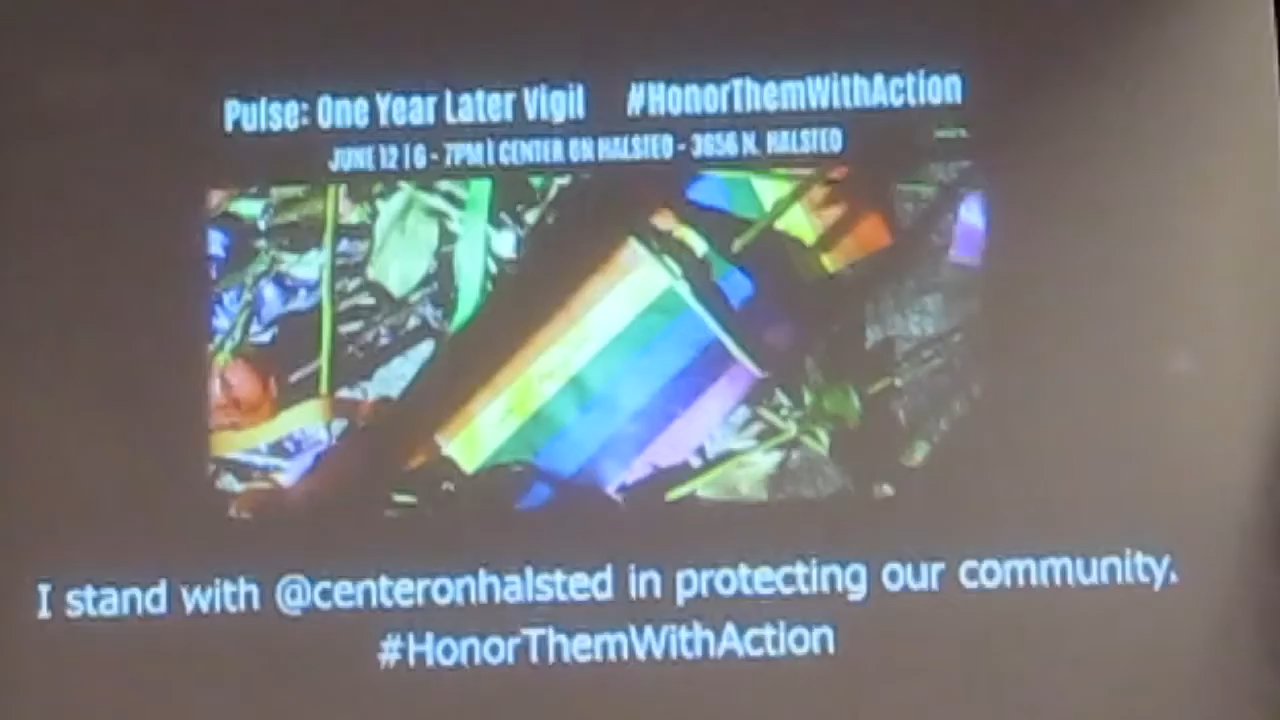 Pulse: One Year Later Vigil #HonorThemWithAction
JUNE 12 | 6 - 7PM | CENTER ON HALSTED - 3656 N. HALSTED
I stand with @centeronhalsted in protecting our community.
#HonorThemWithAction